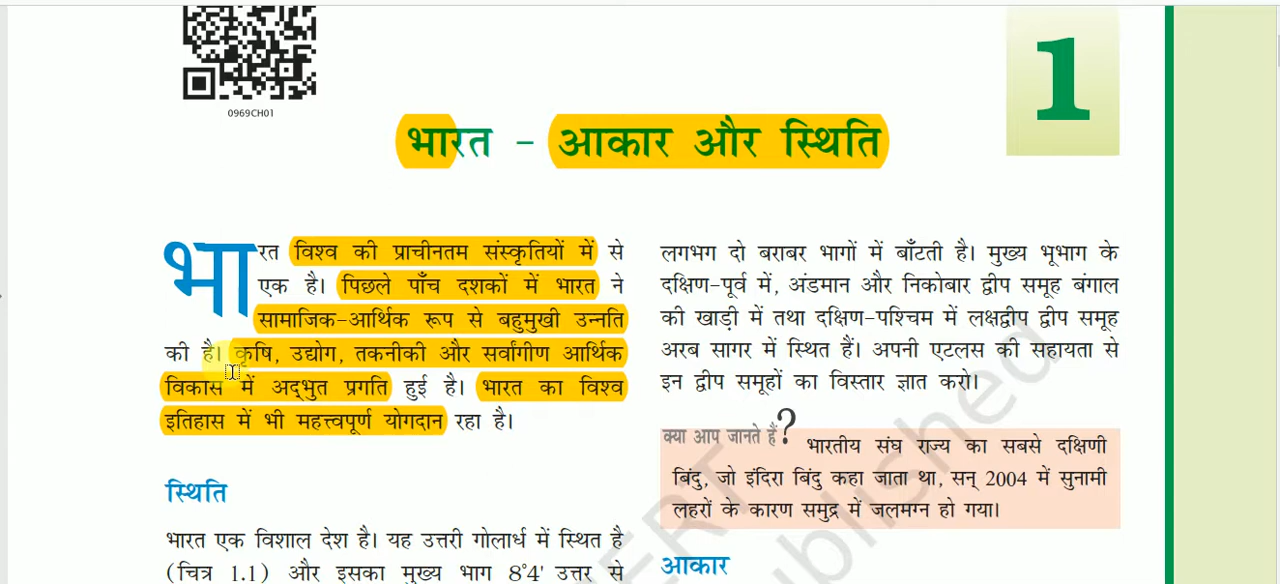 0969CH01
1
भारत - आकार और स्थिति
भारत विश्व की प्राचीनतम संस्कृतियों में से
एक है। पिछले पाँच दशकों में भारत ने
सामाजिक-आर्थिक रूप से बहुमुखी उन्नति
की है। कृषि, उद्योग, तकनीकी और सर्वांगीण आर्थिक
विकास में अद्भुत प्रगति हुई है। भारत का विश्व
इतिहास में भी महत्त्वपूर्ण योगदान रहा है।
स्थिति
भारत एक विशाल देश है। यह उत्तरी गोलार्ध में स्थित है
(चित्र 1.1) और इसका मुख्य भाग 8°4' उत्तर से
लगभग दो बराबर भागों में बाँटती है। मुख्य भूभाग के
दक्षिण-पूर्व में, अंडमान और निकोबार द्वीप समूह बंगाल
की खाड़ी में तथा दक्षिण-पश्चिम में लक्षद्वीप द्वीप समूह
अरब सागर में स्थित हैं। अपनी एटलस की सहायता से
इन द्वीप समूहों का विस्तार ज्ञात करो।
क्या आप जानते हैं?
भारतीय संघ राज्य का सबसे दक्षिणी
बिंदु, जो इंदिरा बिंदु कहा जाता था, सन् 2004 में सुनामी
लहरों के कारण समुद्र में जलमग्न हो गया।
आकार